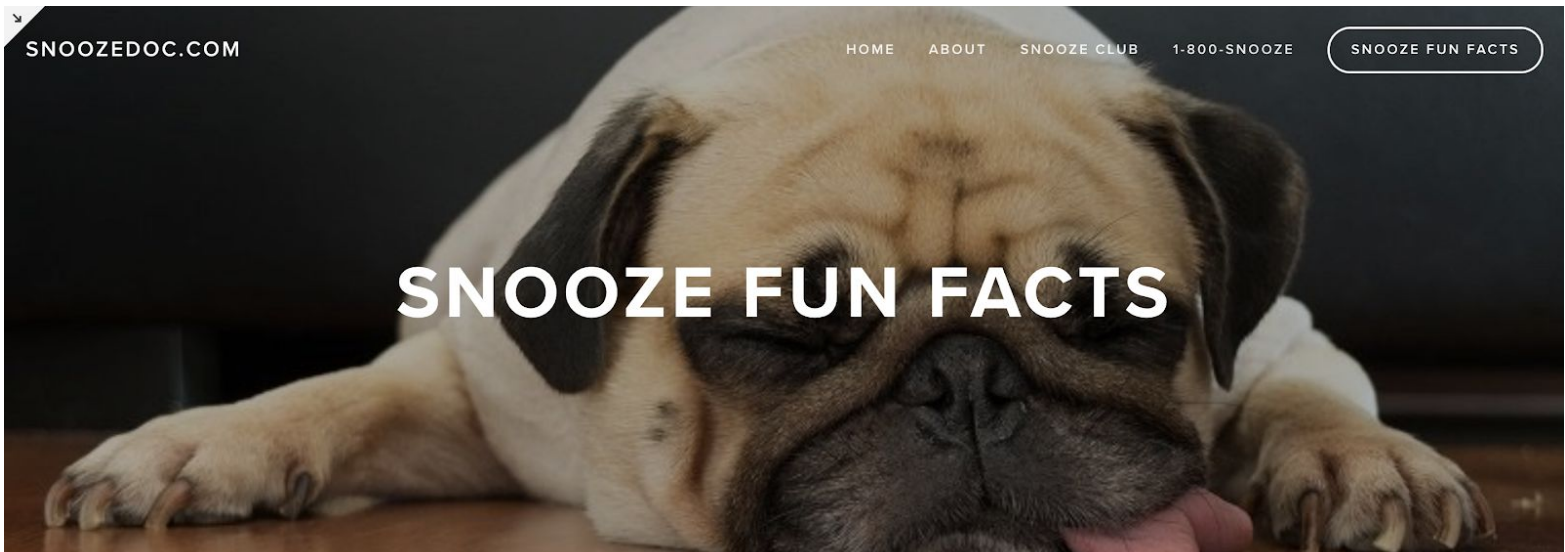 SNOOZEDOC.COM
HOME ABOUT SNOOZE CLUB 1-800-SNOOZE SNOOZE FUN FACTS
SNOOZE FUN FACTS